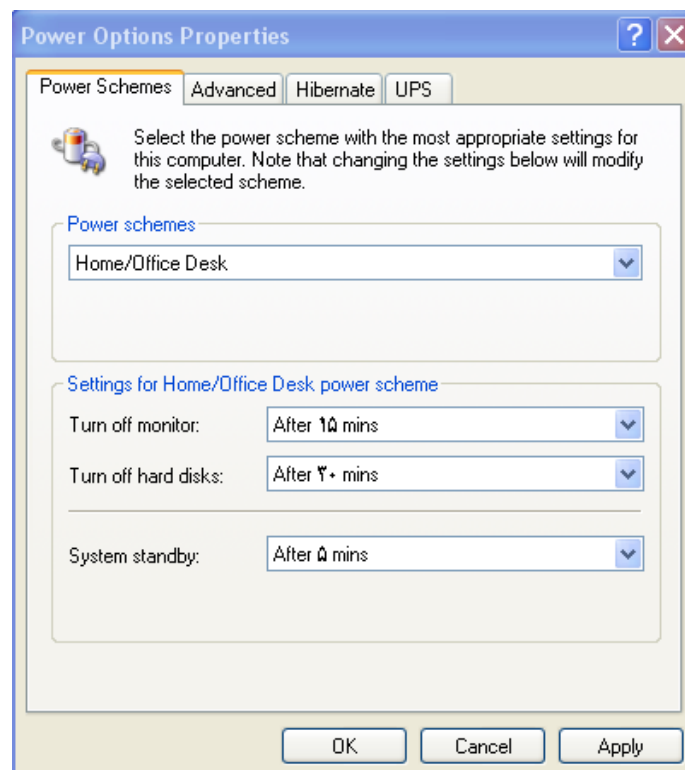 Power Options Properties
Power Schemes Advanced Hibernate UPS
Select the power scheme with the most appropriate settings for
this computer. Note that changing the settings below will modify
the selected scheme.
Power schemes
Home/Office Desk
Settings for Home/Office Desk power scheme
Turn off monitor: After ۱۵ mins
Turn off hard disks: After ۳۰ mins
System standby: After ۵ mins
OK Cancel Apply